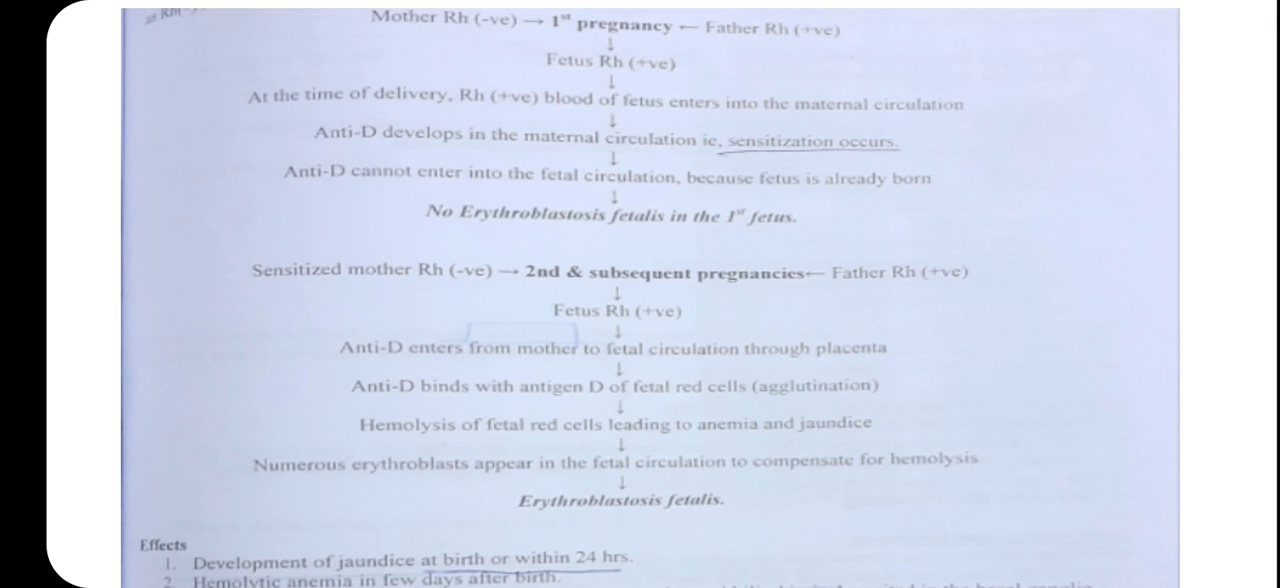 Mother Rh (-ve) → 1st pregnancy ← Father Rh (+ve)
↓
Fetus Rh (+ve)
↓
At the time of delivery, Rh (+ve) blood of fetus enters into the maternal circulation
↓
Anti-D develops in the maternal circulation ie, sensitization occurs.
↓
Anti-D cannot enter into the fetal circulation, because fetus is already born
↓
No Erythroblastosis fetalis in the 1st fetus.
Sensitized mother Rh (-ve) → 2nd & subsequent pregnancies← Father Rh (+ve)
↓
Fetus Rh (+ve)
↓
Anti-D enters from mother to fetal circulation through placenta
↓
Anti-D binds with antigen D of fetal red cells (agglutination)
↓
Hemolysis of fetal red cells leading to anemia and jaundice
↓
Numerous erythroblasts appear in the fetal circulation to compensate for hemolysis
↓
Erythroblastosis fetalis.
Effects
1. Development of jaundice at birth or within 24 hrs.
2. Hemolytic anemia in few days after birth.